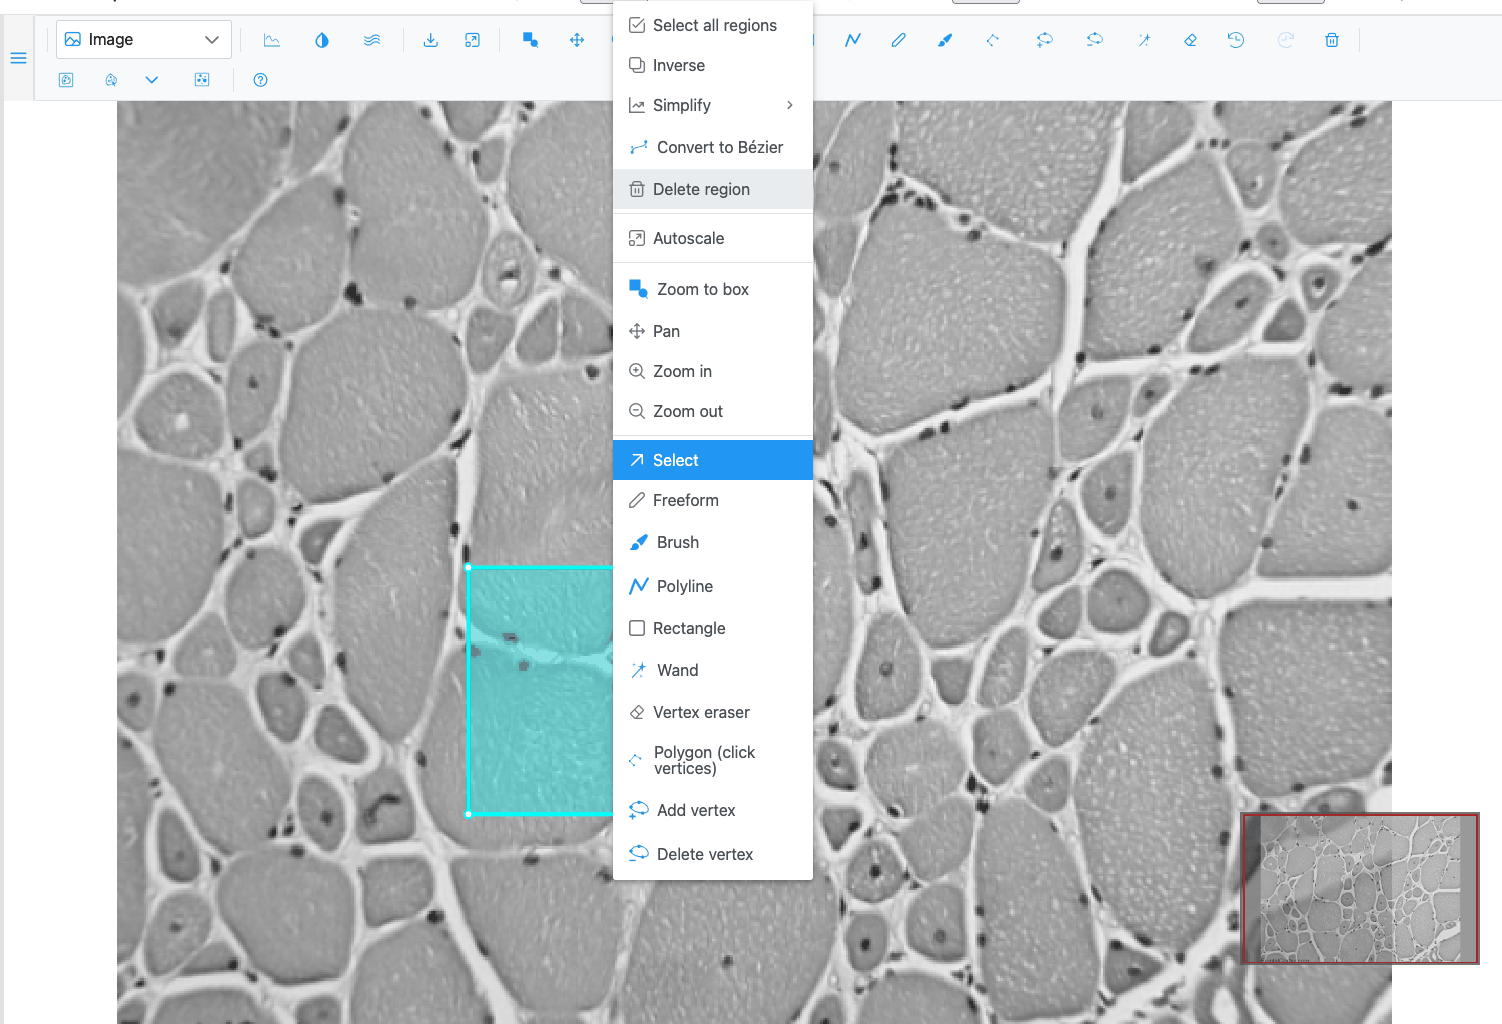 Image
Select all regions
Inverse
Simplify
Convert to Bézier
Delete region
Autoscale
Zoom to box
Pan
Zoom in
Zoom out
Select
Freeform
Brush
Polyline
Rectangle
Wand
Vertex eraser
Polygon (click
vertices)
Add vertex
Delete vertex